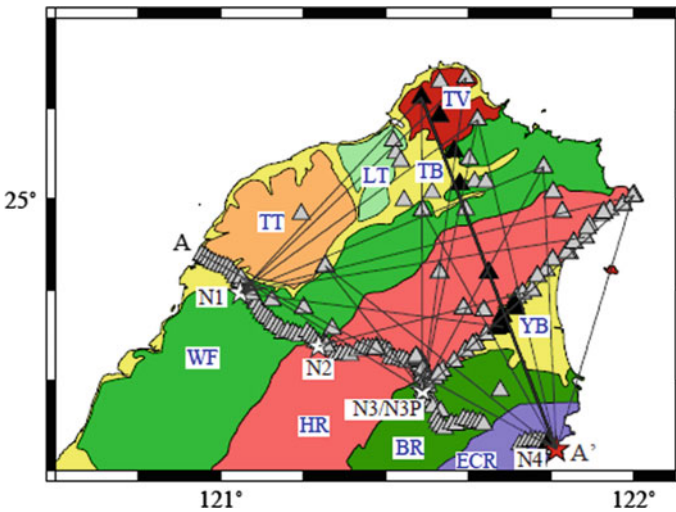 TV
LT
TB
25°
TT
A
N1
YB
WF
N2
N3/N3P
HR
BR
ECR
N4
A’
121°
122°